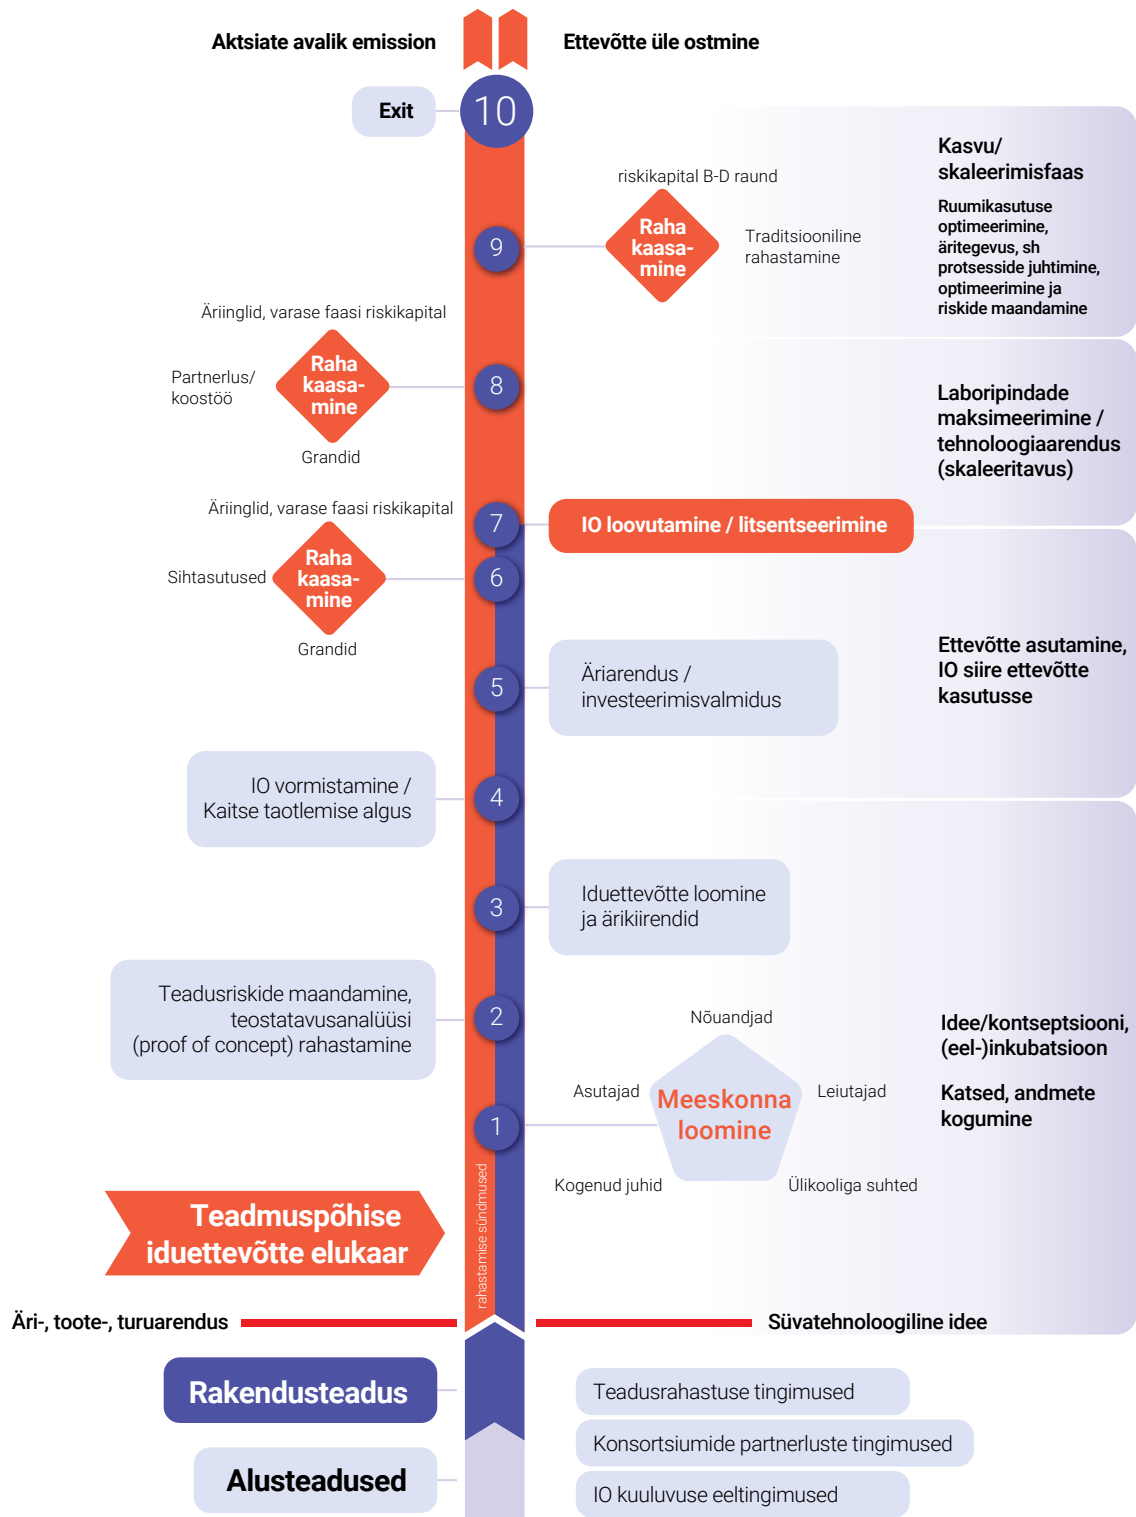 Aktsiate avalik emission
Ettevõtte üle ostmine
Exit
10
Kasvu/
skaleerimisfaas
Ruumikasutuse
optimeerimine,
äritegevus, sh
protsesside juhtimine,
optimeerimine ja
riskide maandamine
riskikapital B-D raund
9
Raha
kaasa-
mine
Traditsiooniline
rahastamine
Äriinglid, varase faasi riskikapital
Partnerlus/
koostöö
Raha
kaasa-
mine
8
Grandid
Laboripindade
maksimeerimine /
tehnoloogiaarendus
(skaleeritavus)
Äriinglid, varase faasi riskikapital
7
IO loovutamine / litsentseerimine
Sihtasutused
Raha
kaasa-
mine
6
Grandid
5
Äriarendus /
investeerimisvalmidus
Ettevõtte asutamine,
IO siire ettevõtte
kasutusse
IO vormistamine /
Kaitse taotlemise algus
4
3
Iduettevõtte loomine
ja ärikiirendid
Teadusriskide maandamine,
teostatavusanalüüsi
(proof of concept) rahastamine
2
Nõuandjad
Asutajad
Leiutajad
1
Meeskonna
loomine
Kogenud juhid
Ülikooliga suhted
Idee/kontseptsiooni,
(eel-)inkubatsioon
Katsed, andmete
kogumine
rahastamise sündmused
Teadmuspõhise
iduettevõtte elukaar
Äri-, toote-, turuarendus
Süvatehnoloogiline idee
Rakendusteadus
Teadusrahastuse tingimused
Konsortsiumide partnerluste tingimused
Alusteadused
IO kuuluvuse eeltingimused